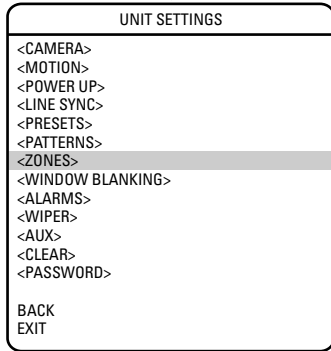 UNIT SETTINGS
<CAMERA>
<MOTION>
<POWER UP>
<LINE SYNC>
<PRESETS>
<PATTERNS>
<ZONES>
<WINDOW BLANKING>
<ALARMS>
<WIPER>
<AUX>
<CLEAR>
<PASSWORD>
BACK
EXIT